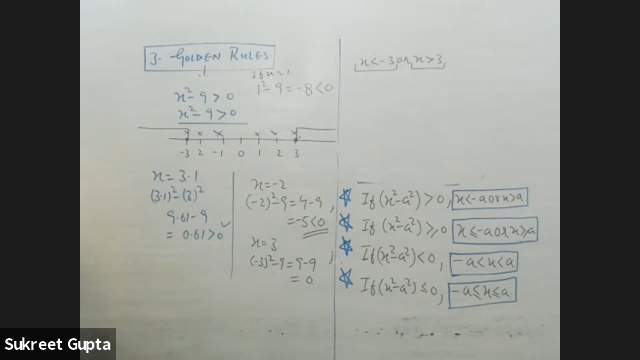 3. GOLDEN RULES
If x=1
1²-9=-8<0
x²-9>0
x²-9>0
-3 -2 -1 0 1 2 3
x=3.1
(3.1)²-(3)²
9.61-9
=0.61>0
x=-2
(-2)²-9=4-9
=-5<0
x=3
(-3)²-9=9-9
=0
x<-3 or x>3,
If (x²-a²)>0, x<-a or x>a
If (x²-a²)≥0, x≤-a or x≥a
If (x²-a²)<0, -a<x<a
If (x²-a²)≤0, -a≤x≤a
Sukreet Gupta